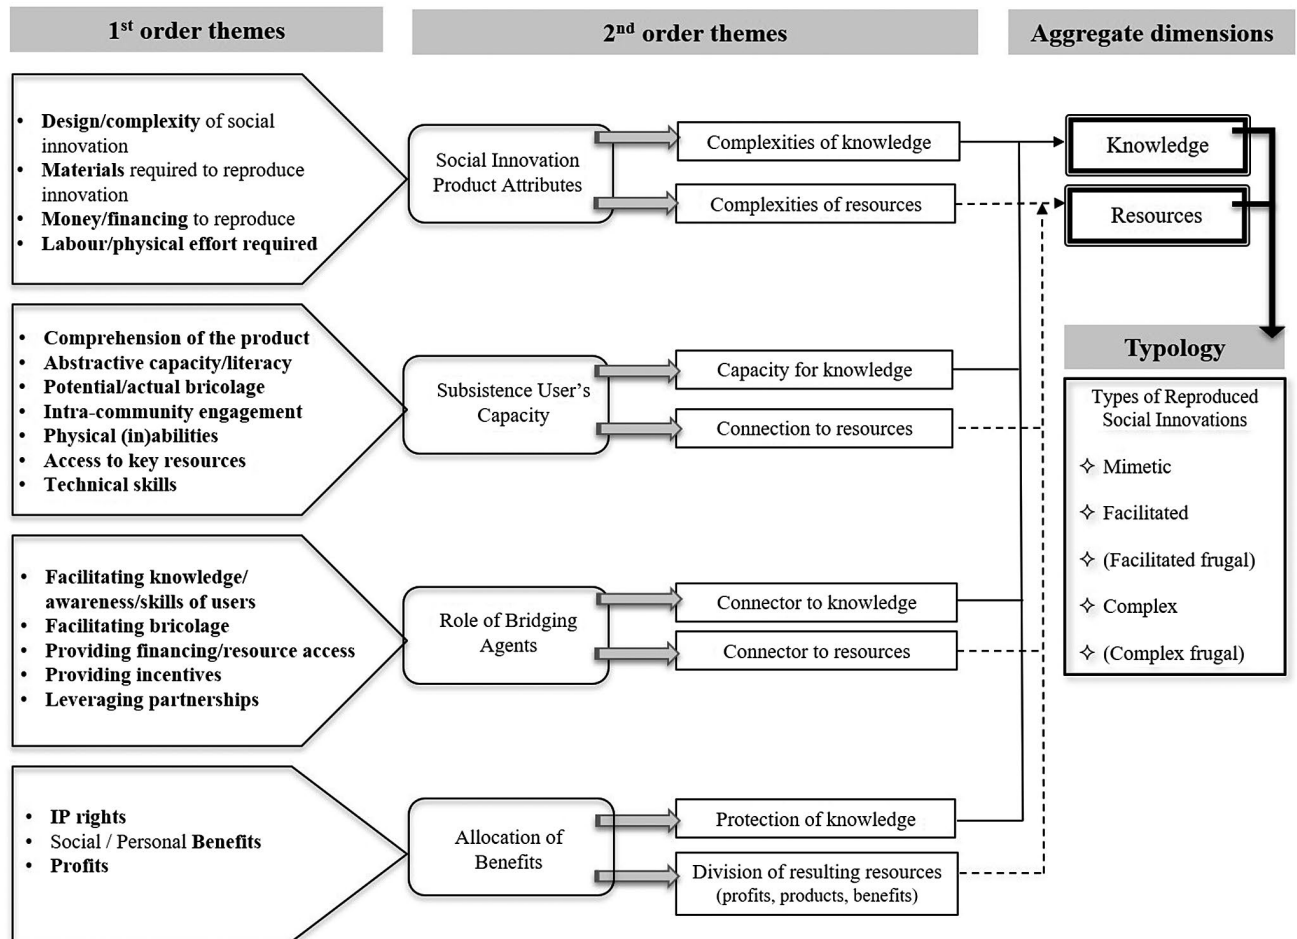 1st order themes
2nd order themes
Aggregate dimensions
• Design/complexity of social
innovation
• Materials required to reproduce
innovation
• Money/financing to reproduce
• Labour/physical effort required
Social Innovation
Product Attributes
Complexities of knowledge
Complexities of resources
Knowledge
Resources
• Comprehension of the product
• Abstractive capacity/literacy
• Potential/actual bricolage
• Intra-community engagement
• Physical (in)abilities
• Access to key resources
• Technical skills
Subsistence User’s
Capacity
Capacity for knowledge
Connection to resources
Typology
Types of Reproduced
Social Innovations
✧ Mimetic
✧ Facilitated
✧ (Facilitated frugal)
✧ Complex
✧ (Complex frugal)
• Facilitating knowledge/
awareness/skills of users
• Facilitating bricolage
• Providing financing/resource access
• Providing incentives
• Leveraging partnerships
Role of Bridging
Agents
Connector to knowledge
Connector to resources
• IP rights
• Social / Personal Benefits
• Profits
Allocation of
Benefits
Protection of knowledge
Division of resulting resources
(profits, products, benefits)